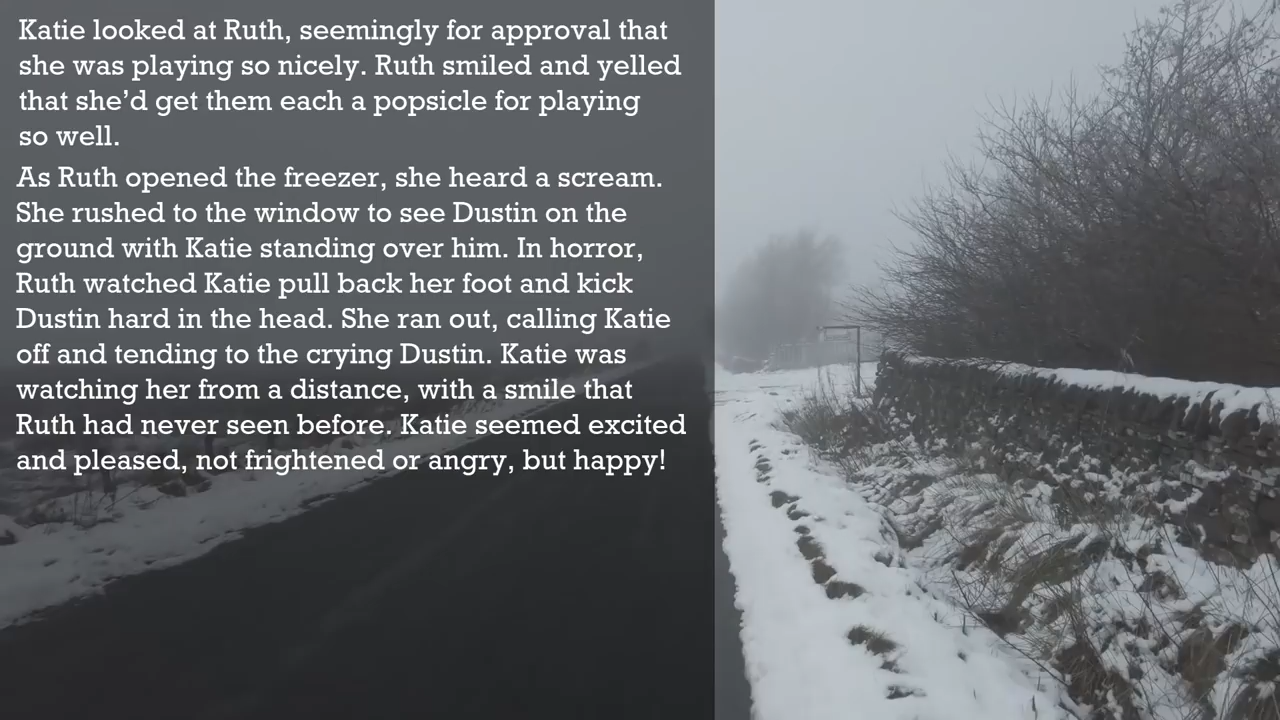 Katie looked at Ruth, seemingly for approval that
she was playing so nicely. Ruth smiled and yelled
that she’d get them each a popsicle for playing
so well.
As Ruth opened the freezer, she heard a scream.
She rushed to the window to see Dustin on the
ground with Katie standing over him. In horror,
Ruth watched Katie pull back her foot and kick
Dustin hard in the head. She ran out, calling Katie
off and tending to the crying Dustin. Katie was
watching her from a distance, with a smile that
Ruth had never seen before. Katie seemed excited
and pleased, not frightened or angry, but happy!